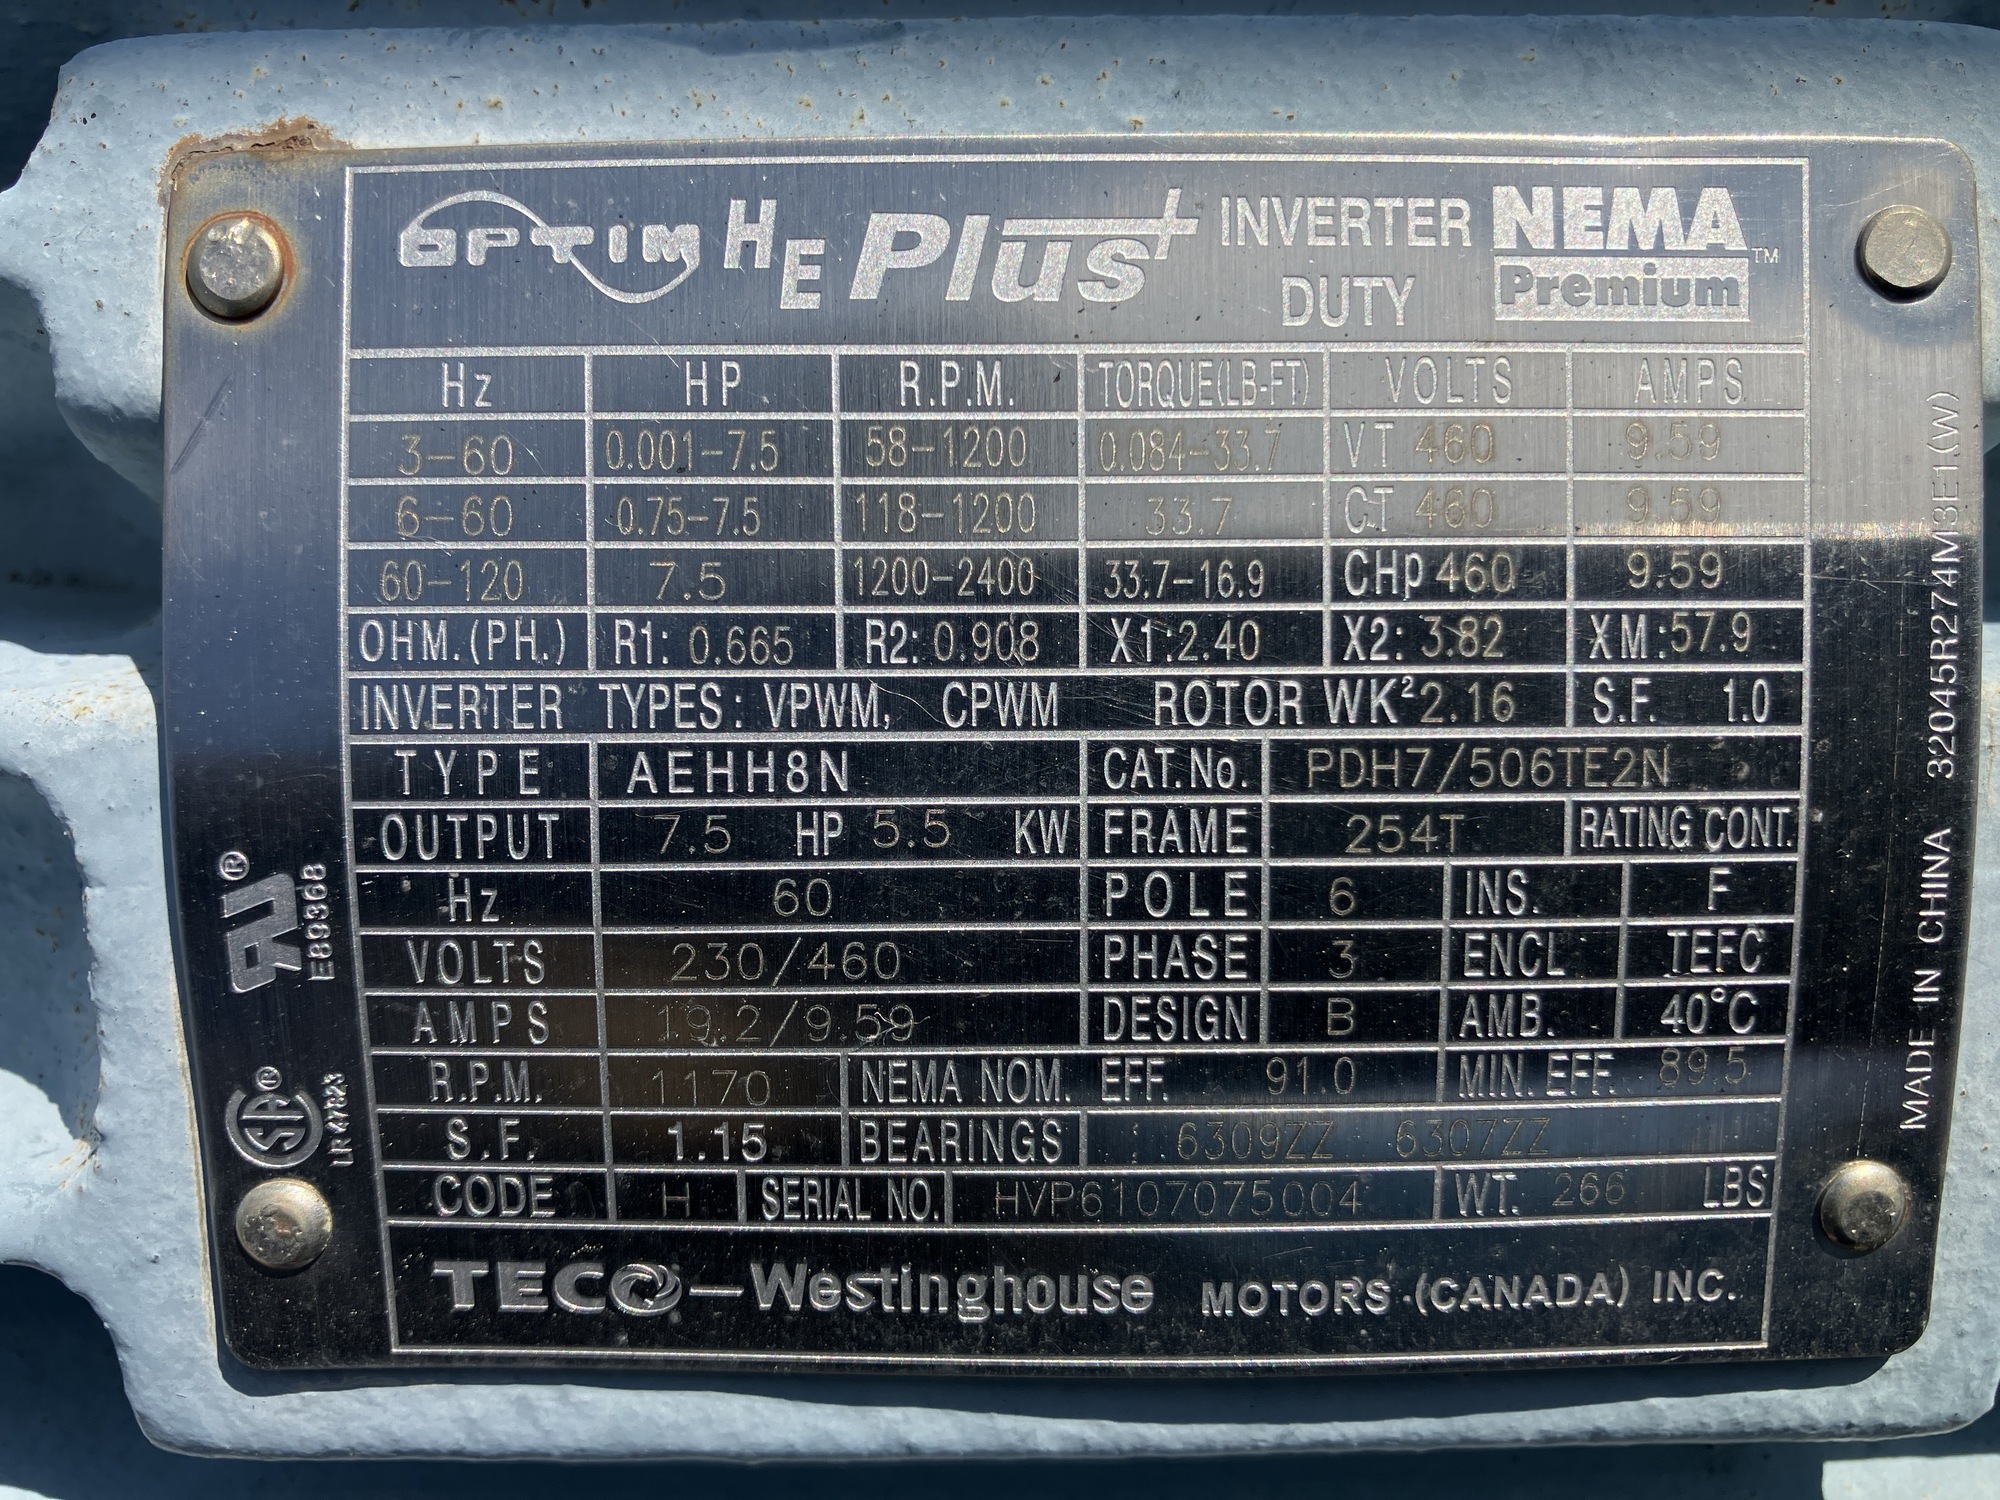 OPTIM HE Plus+ INVERTER DUTY NEMA Premium™
Hz HP R.P.M. TORQUE(LB-FT) VOLTS AMPS
3-60 0.001-7.5 58-1200 0.084-33.7 VT 460 9.59
6-60 0.75-7.5 118-1200 33.7 CT 460 9.59
60-120 7.5 1200-2400 33.7-16.9 CHp 460 9.59
OHM.(PH.) R1: 0.665 R2: 0.908 X1: 2.40 X2: 3.82 XM: 57.9
INVERTER TYPES: VPWM, CPWM ROTOR WK² 2.16 S.F. 1.0
TYPE AEHH8N CAT.No. PDH7/506TE2N
OUTPUT 7.5 HP 5.5 KW FRAME 254T RATING CONT.
Hz 60 POLE 6 INS. F
VOLTS 230/460 PHASE 3 ENCL TEFC
AMPS 19.2/9.59 DESIGN B AMB. 40°C
R.P.M. 1170 NEMA NOM. EFF. 91.0 MIN. EFF. 89.5
S.F. 1.15 BEARINGS 6309ZZ 6307ZZ
CODE H SERIAL NO. HVP6107075004 WT. 266 LBS
TECO-Westinghouse MOTORS (CANADA) INC.
RU®
E89368
SA®
LR 47823
MADE IN CHINA 32045R274M3E1.(W)